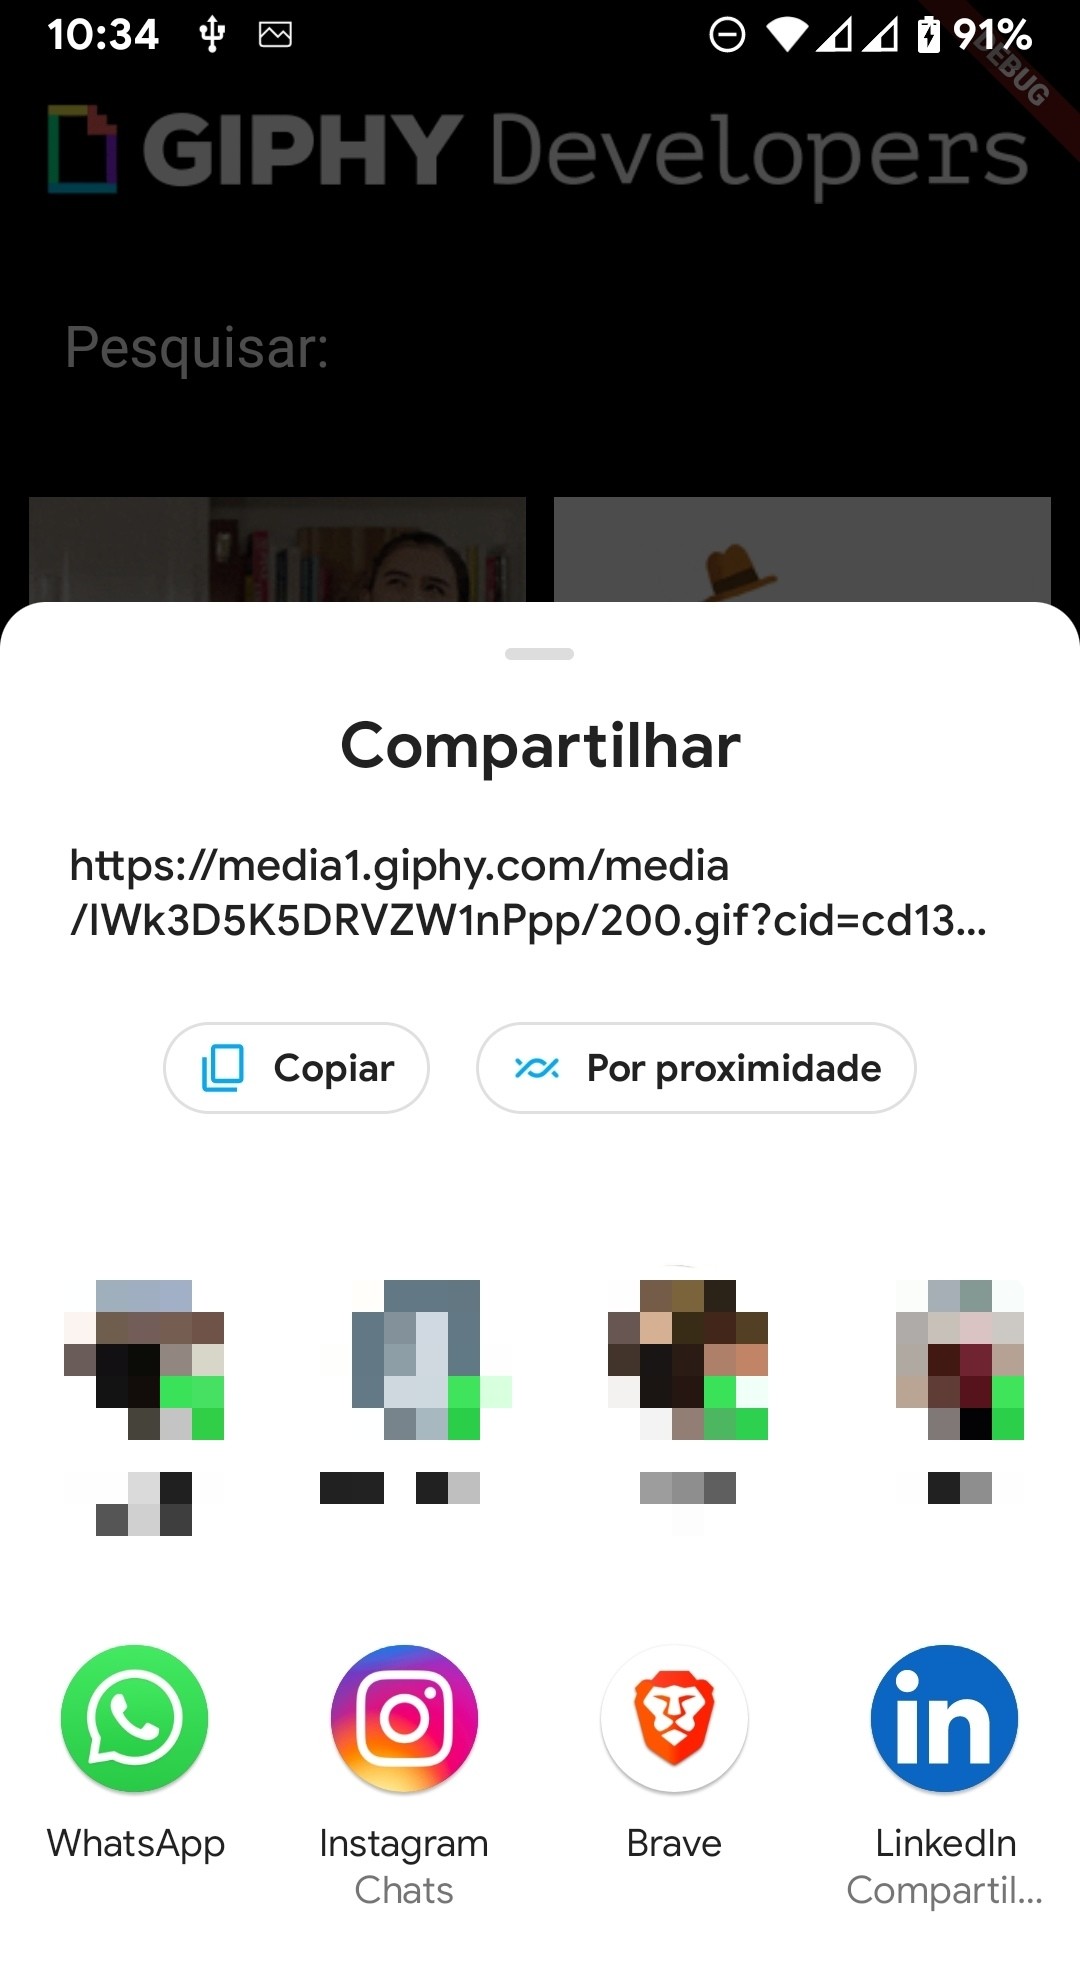 10:34 91%
DEBUG
GIPHY Developers
Pesquisar:
Compartilhar
https://media1.giphy.com/media
/IWk3D5K5DRVZW1nPpp/200.gif?cid=cd13...
Copiar Por proximidade
WhatsApp Instagram Brave LinkedIn
Chats Compartil...